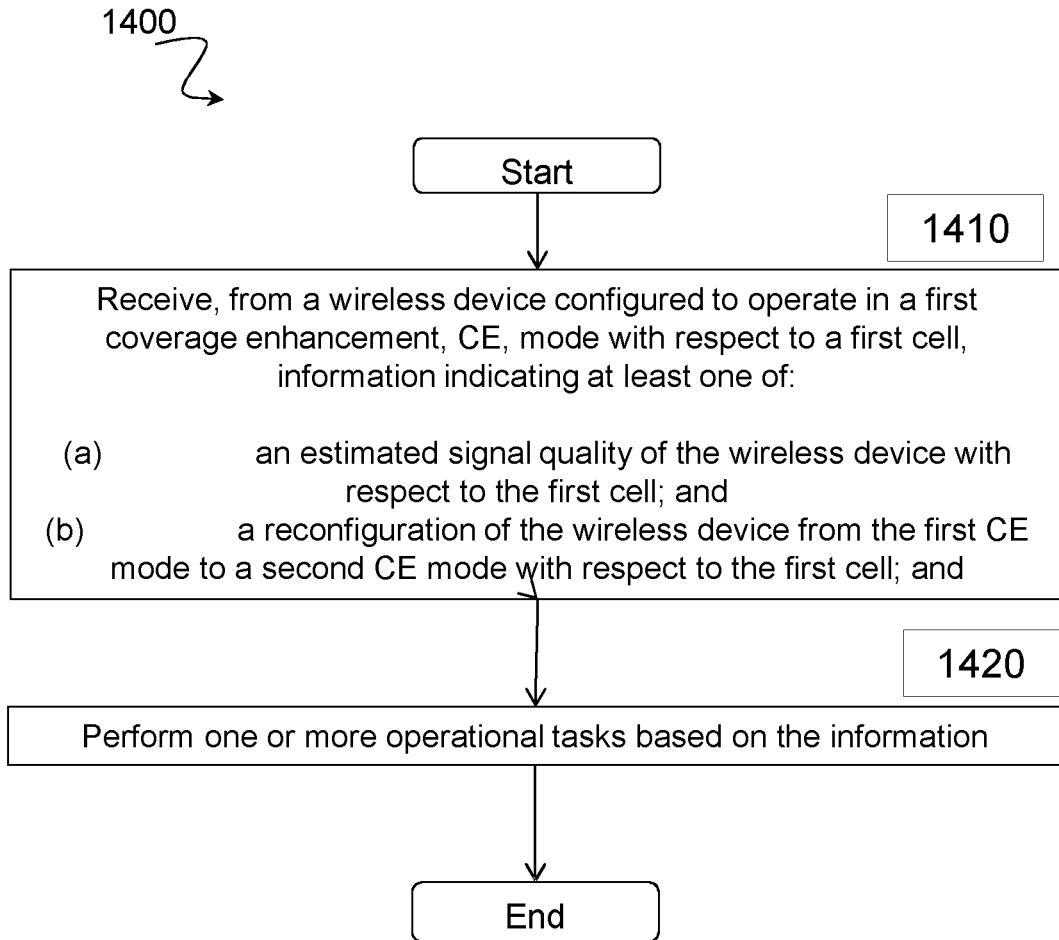 1400
Start
1410
Receive, from a wireless device configured to operate in a first
coverage enhancement, CE, mode with respect to a first cell,
information indicating at least one of:
(a) an estimated signal quality of the wireless device with
respect to the first cell; and
(b) a reconfiguration of the wireless device from the first CE
mode to a second CE mode with respect to the first cell; and
1420
Perform one or more operational tasks based on the information
End